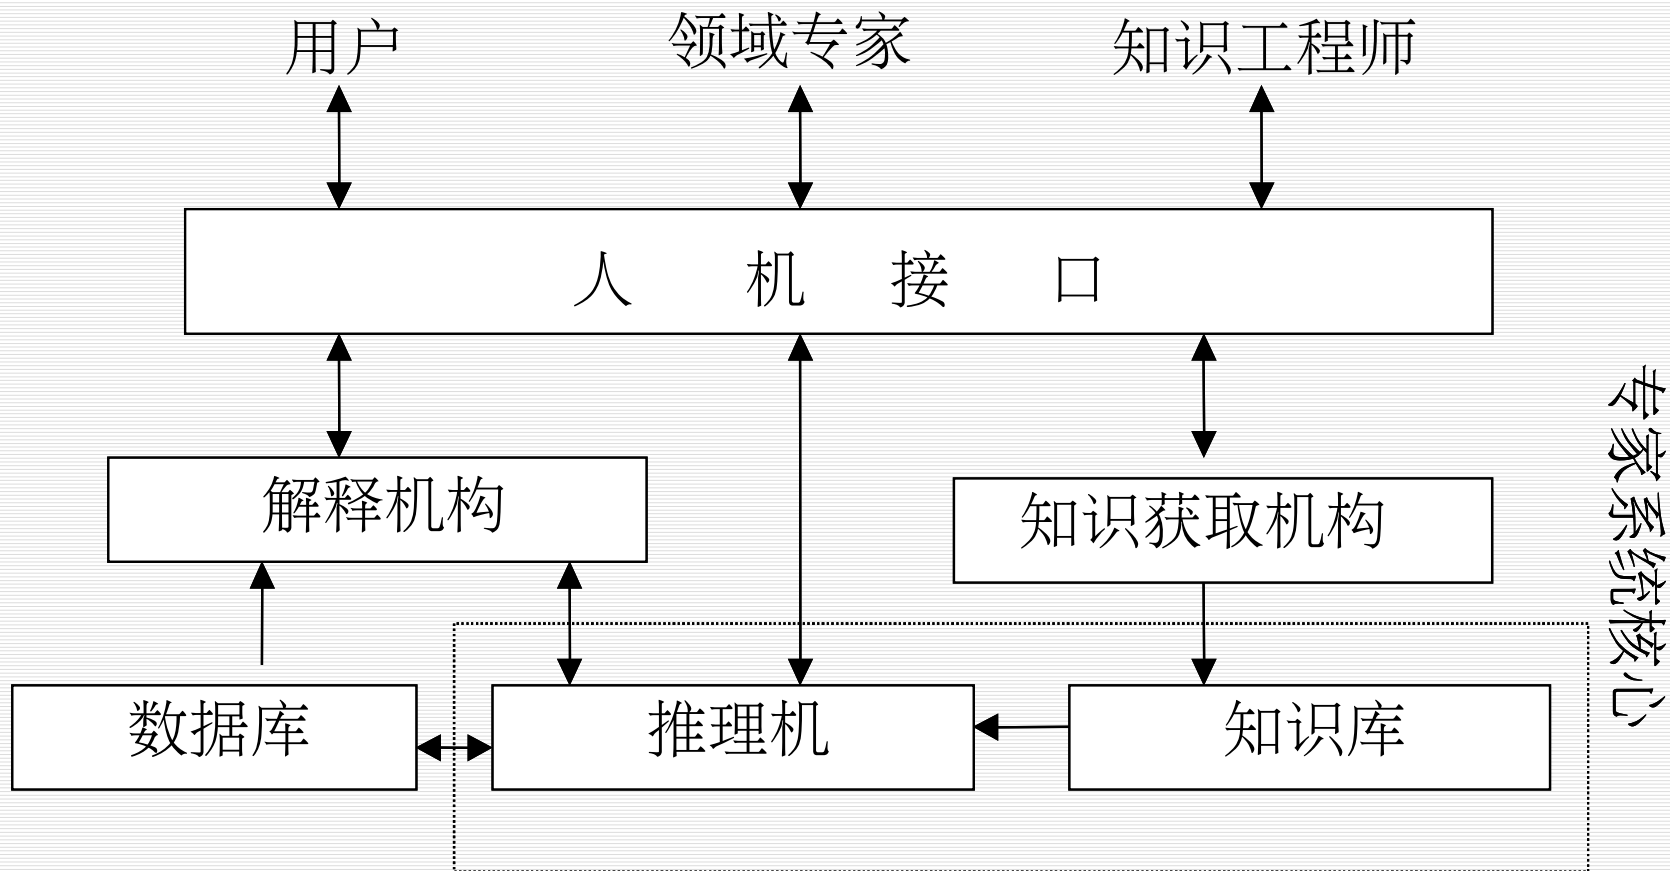 用户
领域专家
知识工程师
人 机 接 口
解释机构
知识获取机构
专家系统核心
数据库
推理机
知识库